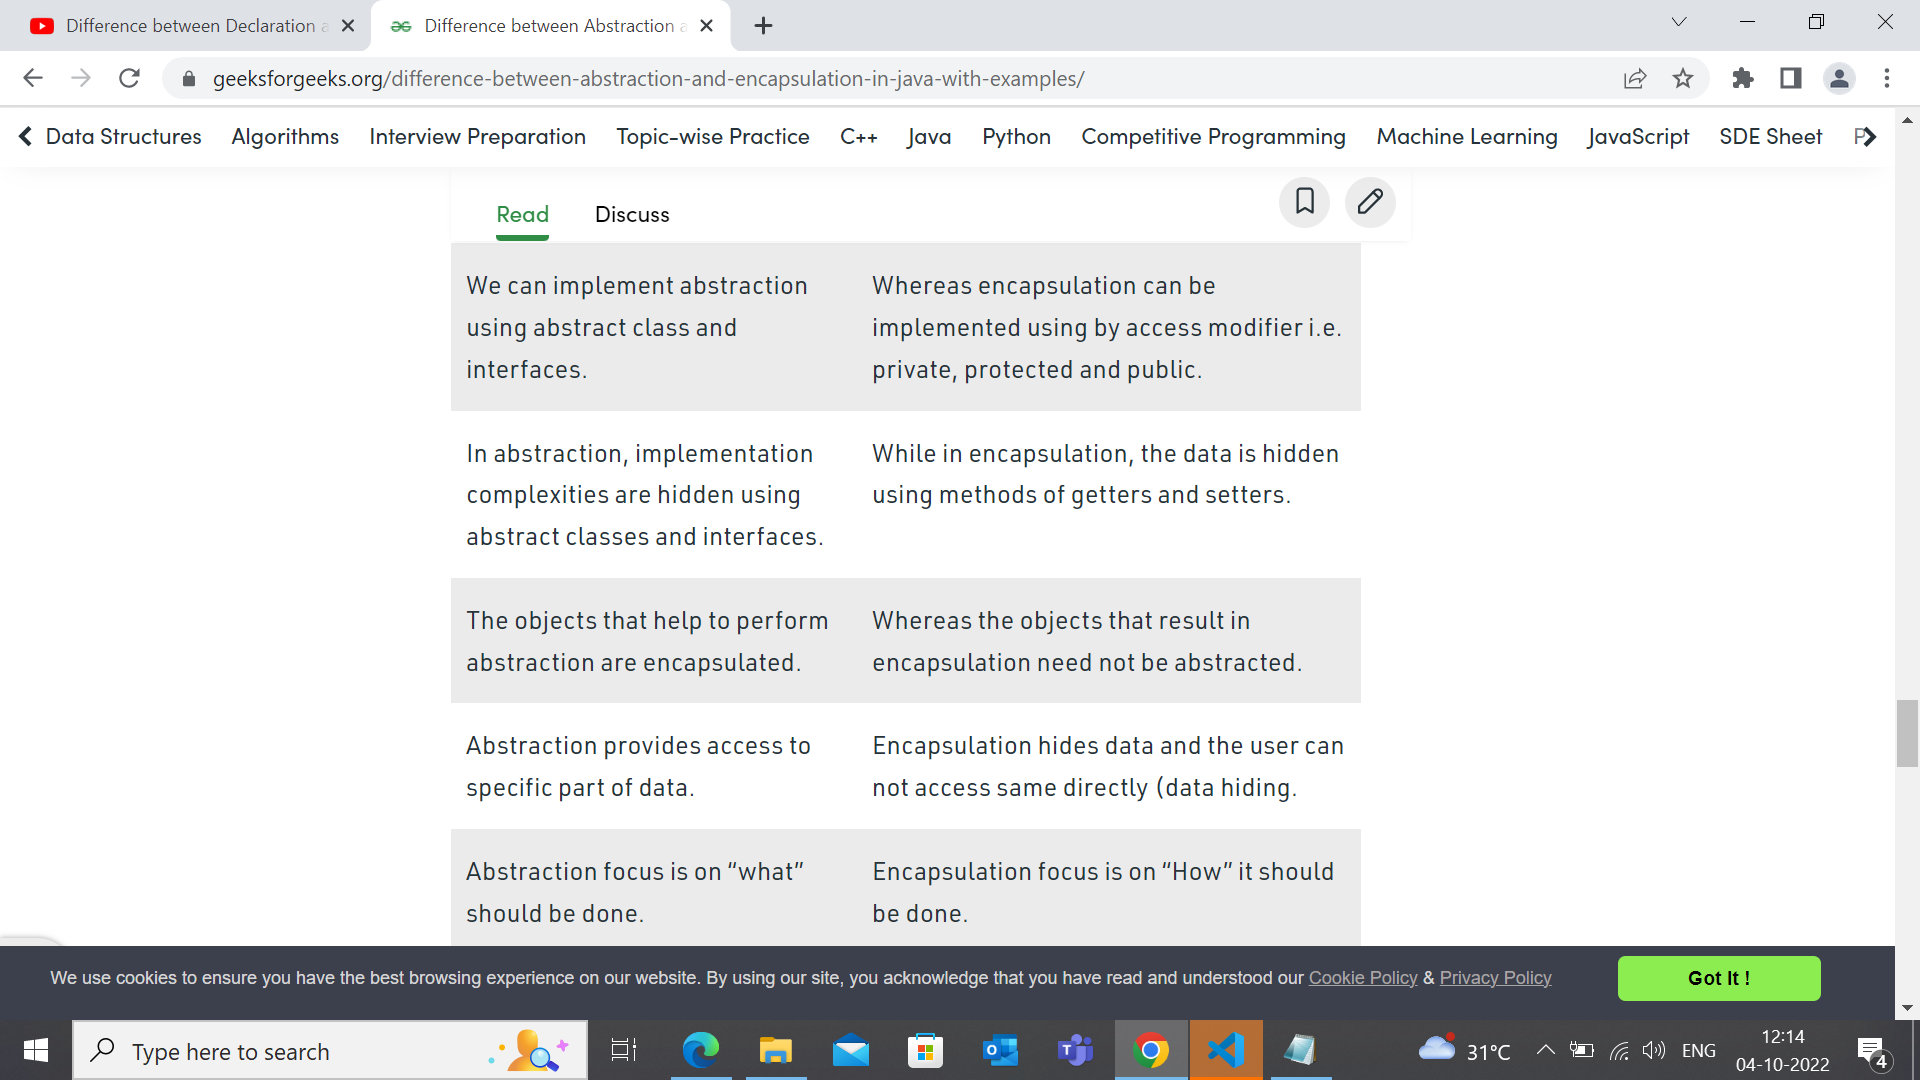 Difference between Declaration a
Difference between Abstraction a
geeksforgeeks.org/difference-between-abstraction-and-encapsulation-in-java-with-examples/
Data Structures Algorithms Interview Preparation Topic-wise Practice C++ Java Python Competitive Programming Machine Learning JavaScript SDE Sheet P
Read Discuss
We can implement abstraction
using abstract class and
interfaces.
Whereas encapsulation can be
implemented using by access modifier i.e.
private, protected and public.
In abstraction, implementation
complexities are hidden using
abstract classes and interfaces.
While in encapsulation, the data is hidden
using methods of getters and setters.
The objects that help to perform
abstraction are encapsulated.
Whereas the objects that result in
encapsulation need not be abstracted.
Abstraction provides access to
specific part of data.
Encapsulation hides data and the user can
not access same directly (data hiding.
Abstraction focus is on “what”
should be done.
Encapsulation focus is on “How” it should
be done.
We use cookies to ensure you have the best browsing experience on our website. By using our site, you acknowledge that you have read and understood our Cookie Policy & Privacy Policy
Got It !
Type here to search
31°C
ENG
12:14
04-10-2022
4